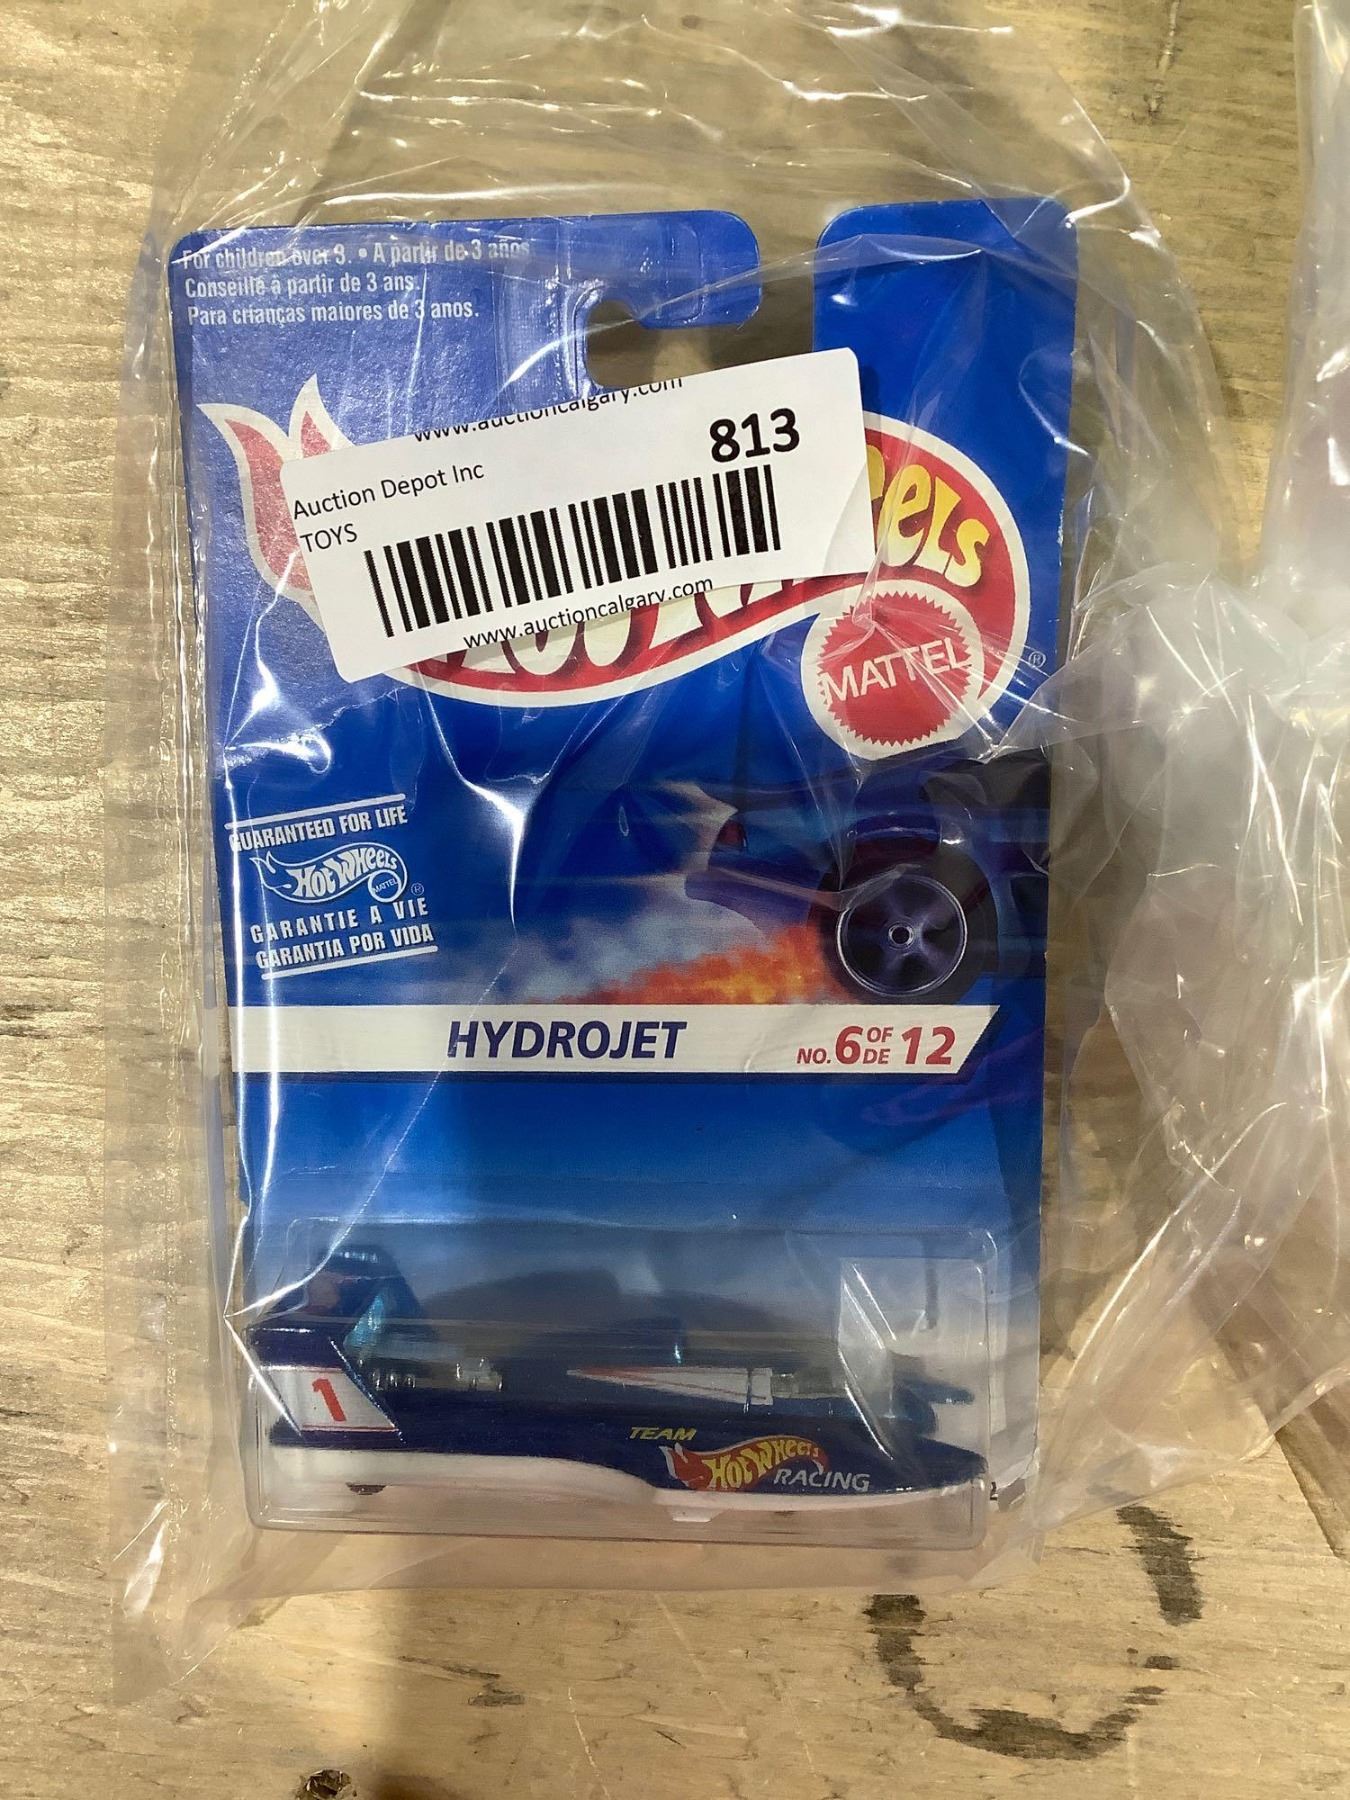 For children over 3. • A partir de 3 años.
Conseillé a partir de 3 ans.
Para crianças maiores de 3 anos.
www.auctioncalgary.com
813
Auction Depot Inc
TOYS
www.auctioncalgary.com
MATTEL
®
GUARANTEED FOR LIFE
HOT WHEELS
MATTEL
®
GARANTIE A VIE
GARANTIA POR VIDA
HYDROJET
NO. 6 OF DE 12
1
TEAM
HOT WHEELS
RACING